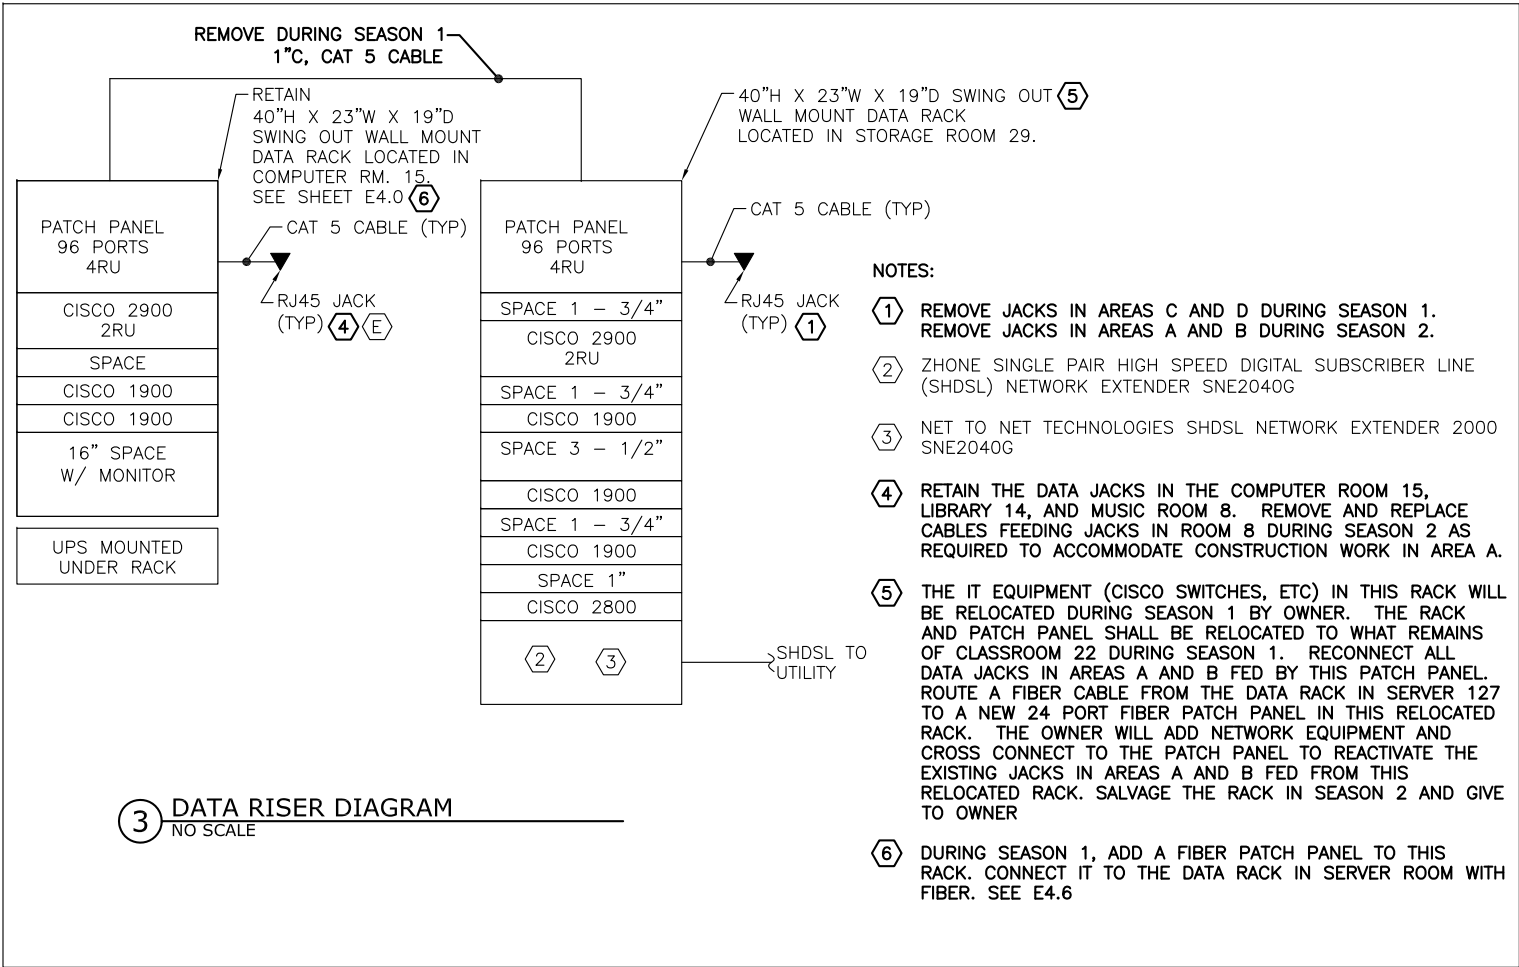 REMOVE DURING SEASON 1
1"C, CAT 5 CABLE
RETAIN
40"H X 23"W X 19"D
SWING OUT WALL MOUNT
DATA RACK LOCATED IN
COMPUTER RM. 15.
SEE SHEET E4.0 6
40"H X 23"W X 19"D SWING OUT 5
WALL MOUNT DATA RACK
LOCATED IN STORAGE ROOM 29.
PATCH PANEL
96 PORTS
4RU
CISCO 2900
2RU
SPACE
CISCO 1900
CISCO 1900
16" SPACE
W/ MONITOR
UPS MOUNTED
UNDER RACK
CAT 5 CABLE (TYP)
RJ45 JACK
(TYP) 4 E
PATCH PANEL
96 PORTS
4RU
SPACE 1 - 3/4"
CISCO 2900
2RU
SPACE 1 - 3/4"
CISCO 1900
SPACE 3 - 1/2"
CISCO 1900
SPACE 1 - 3/4"
CISCO 1900
SPACE 1"
CISCO 2800
2 3
CAT 5 CABLE (TYP)
RJ45 JACK
(TYP) 1
SHDSL TO
UTILITY
NOTES:
1 REMOVE JACKS IN AREAS C AND D DURING SEASON 1.
REMOVE JACKS IN AREAS A AND B DURING SEASON 2.
2 ZHONE SINGLE PAIR HIGH SPEED DIGITAL SUBSCRIBER LINE
(SHDSL) NETWORK EXTENDER SNE2040G
3 NET TO NET TECHNOLOGIES SHDSL NETWORK EXTENDER 2000
SNE2040G
4 RETAIN THE DATA JACKS IN THE COMPUTER ROOM 15,
LIBRARY 14, AND MUSIC ROOM 8. REMOVE AND REPLACE
CABLES FEEDING JACKS IN ROOM 8 DURING SEASON 2 AS
REQUIRED TO ACCOMMODATE CONSTRUCTION WORK IN AREA A.
5 THE IT EQUIPMENT (CISCO SWITCHES, ETC) IN THIS RACK WILL
BE RELOCATED DURING SEASON 1 BY OWNER. THE RACK
AND PATCH PANEL SHALL BE RELOCATED TO WHAT REMAINS
OF CLASSROOM 22 DURING SEASON 1. RECONNECT ALL
DATA JACKS IN AREAS A AND B FED BY THIS PATCH PANEL.
ROUTE A FIBER CABLE FROM THE DATA RACK IN SERVER 127
TO A NEW 24 PORT FIBER PATCH PANEL IN THIS RELOCATED
RACK. THE OWNER WILL ADD NETWORK EQUIPMENT AND
CROSS CONNECT TO THE PATCH PANEL TO REACTIVATE THE
EXISTING JACKS IN AREAS A AND B FED FROM THIS
RELOCATED RACK. SALVAGE THE RACK IN SEASON 2 AND GIVE
TO OWNER
6 DURING SEASON 1, ADD A FIBER PATCH PANEL TO THIS
RACK. CONNECT IT TO THE DATA RACK IN SERVER ROOM WITH
FIBER. SEE E4.6
3 DATA RISER DIAGRAM
NO SCALE